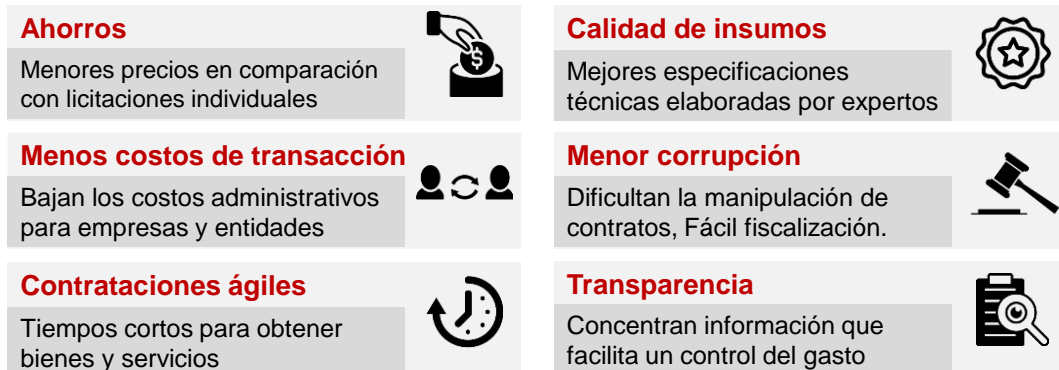 Ahorros
Menores precios en comparación
con licitaciones individuales
Menos costos de transacción
Bajan los costos administrativos
para empresas y entidades
Contrataciones ágiles
Tiempos cortos para obtener
bienes y servicios
Calidad de insumos
Mejores especificaciones
técnicas elaboradas por expertos
Menor corrupción
Dificultan la manipulación de
contratos, Fácil fiscalización.
Transparencia
Concentran información que
facilita un control del gasto